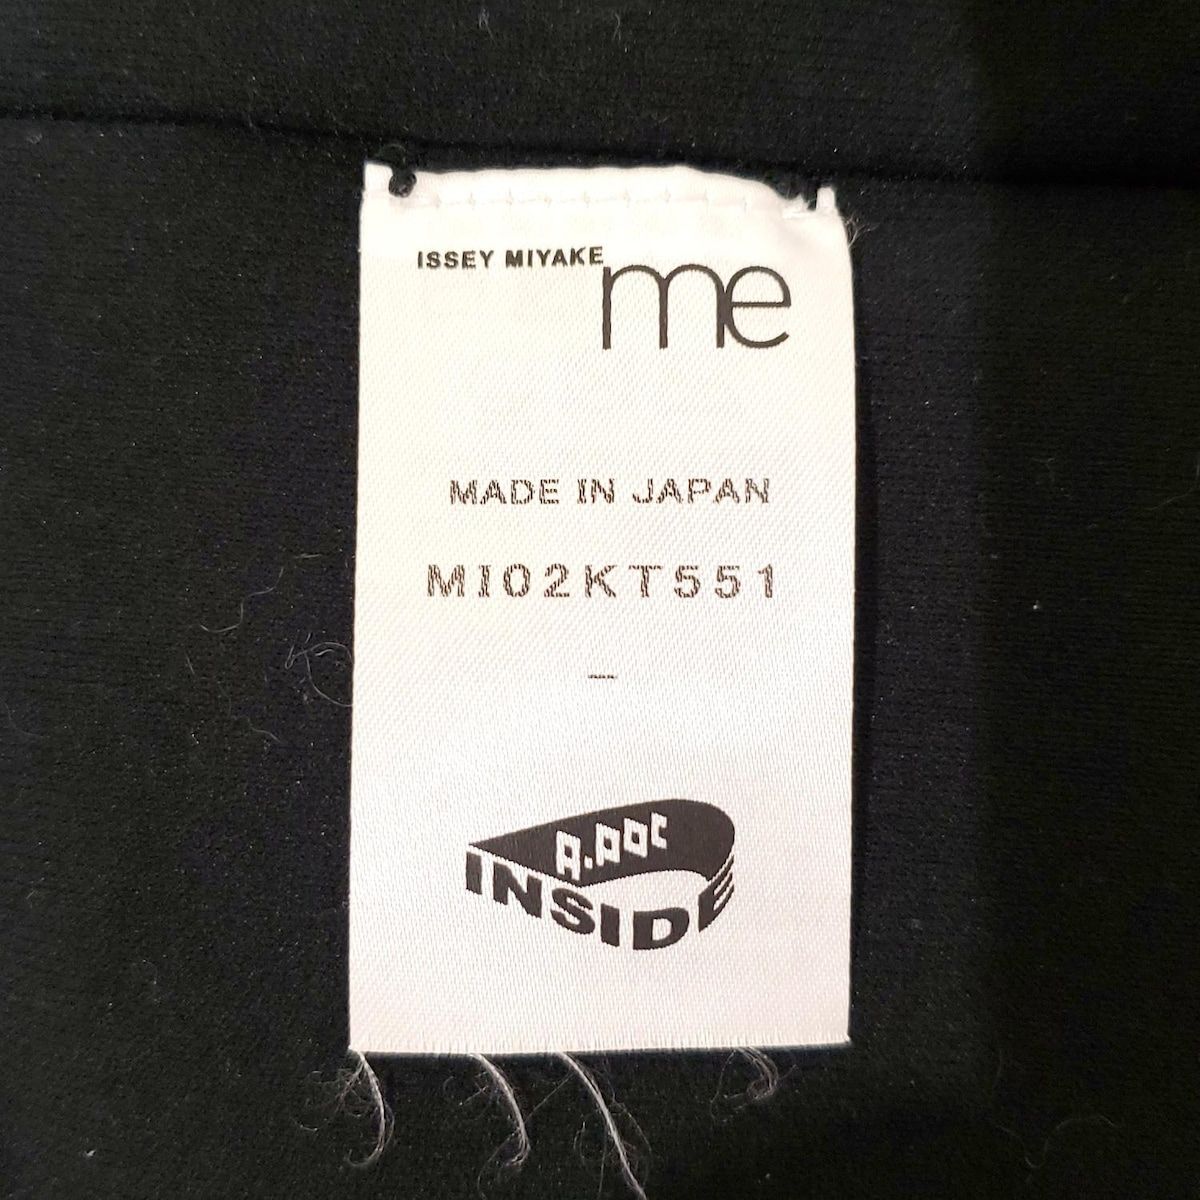 ISSEY MIYAKE
me
MADE IN JAPAN
MI02KT551
–
A.POC
INSIDE